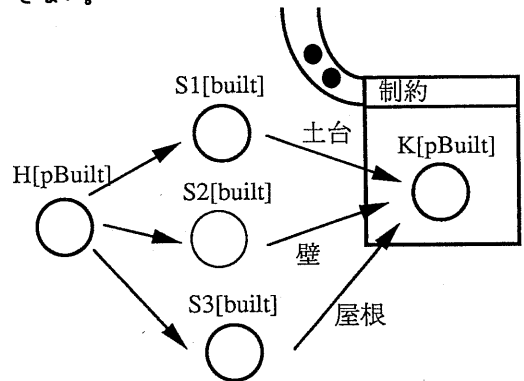 S1[built]
制約
土台
K[pBuilt]
H[pBuilt]
S2[built]
壁
S3[built]
屋根